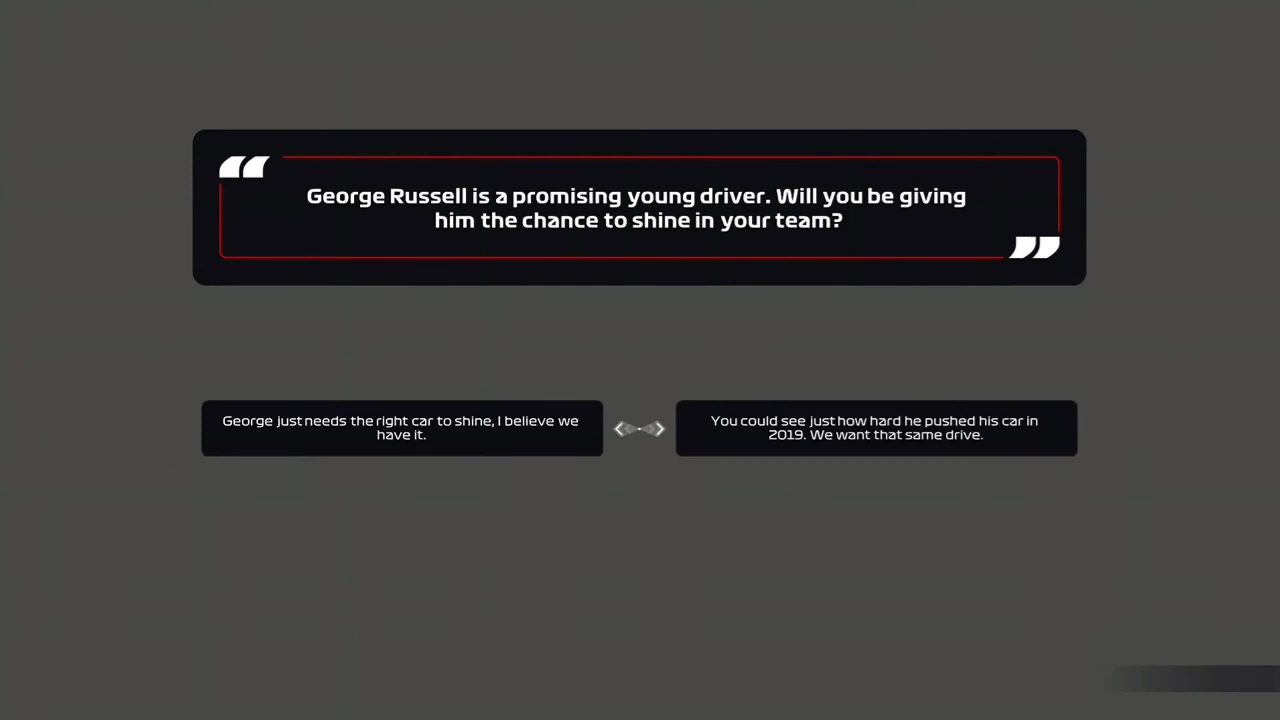 George Russell is a promising young driver. Will you be giving
him the chance to shine in your team?
George just needs the right car to shine, I believe we
have it.
You could see just how hard he pushed his car in
2019. We want that same drive.